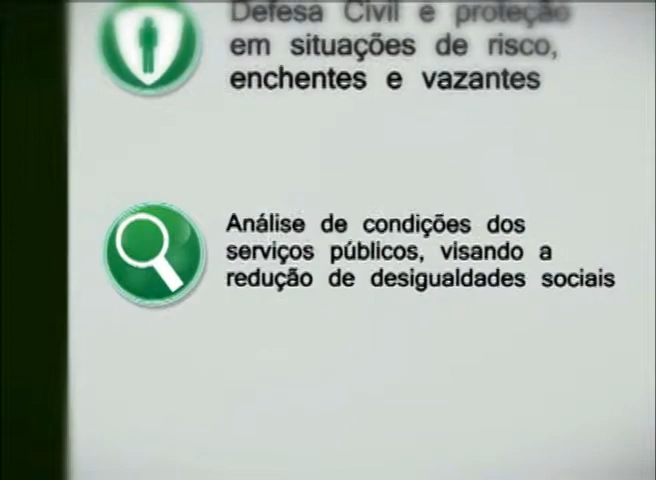 Defesa Civil e proteção
em situações de risco,
enchentes e vazantes
Análise de condições dos
serviços públicos, visando a
redução de desigualdades sociais